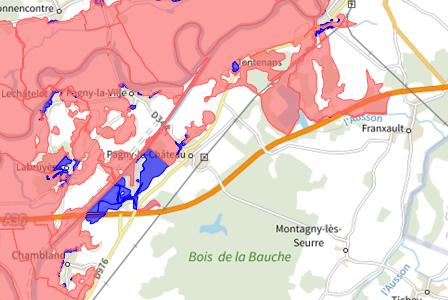 onnencontre
ontenans
Lechâtelet
Pagny-la-Ville
l'Ausson
Franxault
Pagny-le-Château
Labruyère
A36
Montagny-lès-
Seurre
Bois de la Bauche
Chamblanc
D976
l'Ausson
Tichey